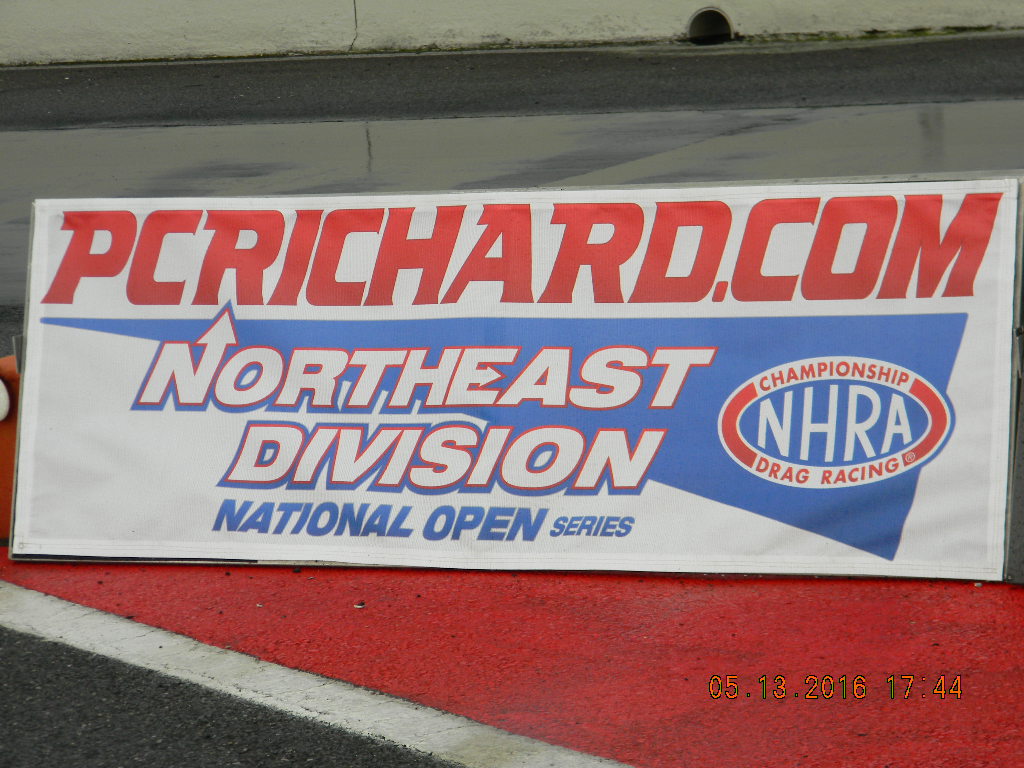 PCRICHARD.COM
NORTHEAST
DIVISION
NATIONAL OPEN SERIES
CHAMPIONSHIP
NHRA
DRAG RACING ®
05.13.2016 17:44